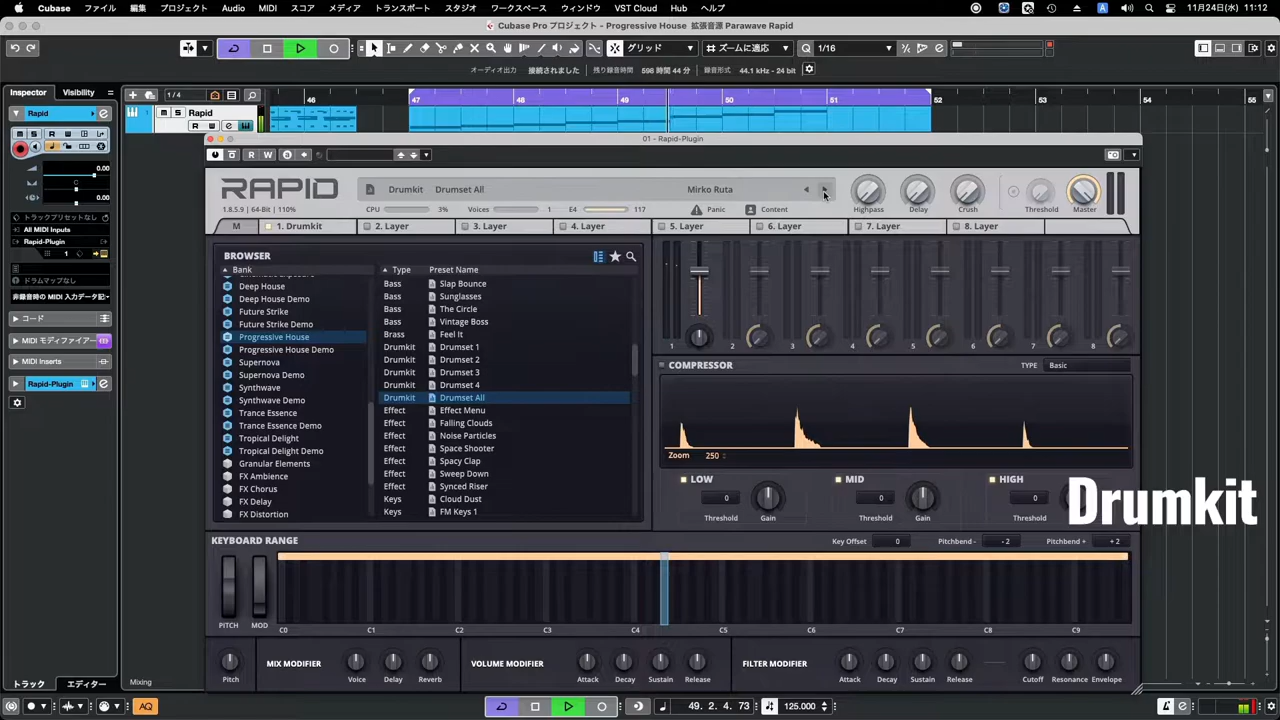 Cubase ファイル 編集 プロジェクト Audio MIDI スコア メディア トランスポート スタジオ ワークスペース ウィンドウ VST Cloud Hub ヘルプ 11月24日(水) 11:12
Cubase Pro プロジェクト - Progressive House 拡張音源 Parawave Rapid
グリッド ズームに適応 1/16
オーディオ出力 接続されました 残り録音時間 598 時間 44 分 録音形式 44.1 kHz - 24 bit
Inspector Visibility 1/4 46 47 48 49 50 51 52 53 54 55
Rapid M S Rapid
M S R W R W
01 - Rapid-Plugin
R W
0.00
0.00
トラックプリセットなし
All MIDI Inputs
Rapid-Plugin
1
ドラムマップなし
非録音時の MIDI 入力データ記
コード
MIDI モディファイアー
MIDI Inserts
Rapid-Plugin
RAPID Drumkit Drumset All Mirko Ruta
1.8.5.9 | 64-Bit | 110% CPU 3% Voices 1 E4 117 Panic Content Highpass Delay Crush Threshold Master
M 1. Drumkit 2. Layer 3. Layer 4. Layer 5. Layer 6. Layer 7. Layer 8. Layer
BROWSER
Bank Type Preset Name
Deep House Bass Slap Bounce
Deep House Demo Bass Sunglasses
Future Strike Bass The Circle
Future Strike Demo Bass Vintage Boss
Progressive House Brass Feel It
Progressive House Demo Drumkit Drumset 1
Supernova Drumkit Drumset 2
Supernova Demo Drumkit Drumset 3
Synthwave Drumkit Drumset 4
Synthwave Demo Drumkit Drumset All
Trance Essence Effect Effect Menu
Trance Essence Demo Effect Falling Clouds
Tropical Delight Effect Noise Particles
Tropical Delight Demo Effect Space Shooter
Granular Elements Effect Spacy Clap
FX Ambience Effect Sweep Down
FX Chorus Effect Synced Riser
FX Delay Keys Cloud Dust
FX Distortion Keys FM Keys 1
1 2 3 4 5 6 7 8
COMPRESSOR TYPE Basic
Zoom 250
LOW MID HIGH
0 0 0
Threshold Gain Threshold Gain Threshold
Drumkit
KEYBOARD RANGE Key Offset 0 Pitchbend - - 2 Pitchbend + + 2
PITCH MOD C0 C1 C2 C3 C4 C5 C6 C7 C8 C9
MIX MODIFIER VOLUME MODIFIER FILTER MODIFIER
Pitch Voice Delay Reverb Attack Decay Sustain Release Attack Decay Sustain Release Cutoff Resonance Envelope
トラック エディター Mixing
AQ 49. 2. 4. 73 125.000